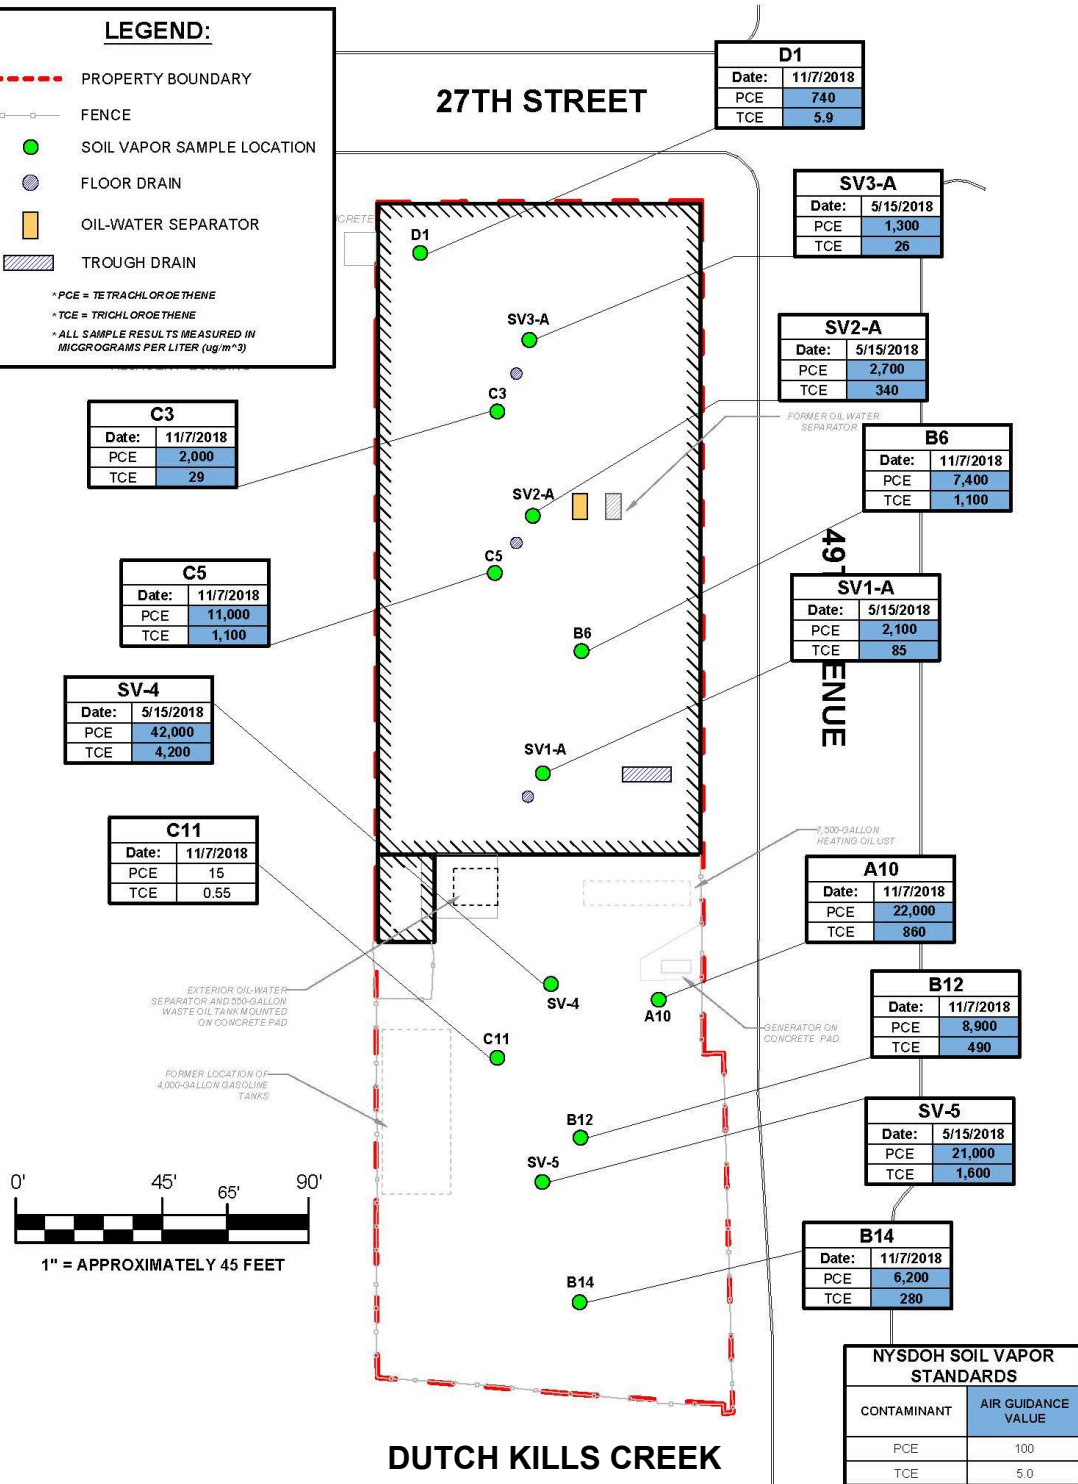 LEGEND:
PROPERTY BOUNDARY
FENCE
SOIL VAPOR SAMPLE LOCATION
FLOOR DRAIN
OIL-WATER SEPARATOR
TROUGH DRAIN
*PCE = TETRACHLOROETHENE
*TCE = TRICHLOROETHENE
*ALL SAMPLE RESULTS MEASURED IN
MICGROGRAMS PER LITER (ug/m^3)
27TH STREET
D1
Date: 11/7/2018
PCE 740
TCE 5.9
SV3-A
Date: 5/15/2018
PCE 1,300
TCE 26
SV2-A
Date: 5/15/2018
PCE 2,700
TCE 340
B6
Date: 11/7/2018
PCE 7,400
TCE 1,100
SV1-A
Date: 5/15/2018
PCE 2,100
TCE 85
C3
Date: 11/7/2018
PCE 2,000
TCE 29
C5
Date: 11/7/2018
PCE 11,000
TCE 1,100
SV-4
Date: 5/15/2018
PCE 42,000
TCE 4,200
C11
Date: 11/7/2018
PCE 15
TCE 0.55
A10
Date: 11/7/2018
PCE 22,000
TCE 860
B12
Date: 11/7/2018
PCE 8,900
TCE 490
SV-5
Date: 5/15/2018
PCE 21,000
TCE 1,600
B14
Date: 11/7/2018
PCE 6,200
TCE 280
D1
SV3-A
C3
SV2-A
C5
B6
SV1-A
SV-4
A10
C11
B12
SV-5
B14
CRETE
FORMER OIL WATER
SEPARATOR
7,500-GALLON
HEATING OIL UST
EXTERIOR OIL-WATER
SEPARATOR AND 550-GALLON
WASTE OIL TANK MOUNTED
ON CONCRETE PAD
GENERATOR ON
CONCRETE PAD
FORMER LOCATION OF
4,000-GALLON GASOLINE
TANKS
49T
ENUE
0' 45' 65' 90'
1" = APPROXIMATELY 45 FEET
DUTCH KILLS CREEK
NYSDOH SOIL VAPOR
STANDARDS
CONTAMINANT AIR GUIDANCE
VALUE
PCE 100
TCE 5.0